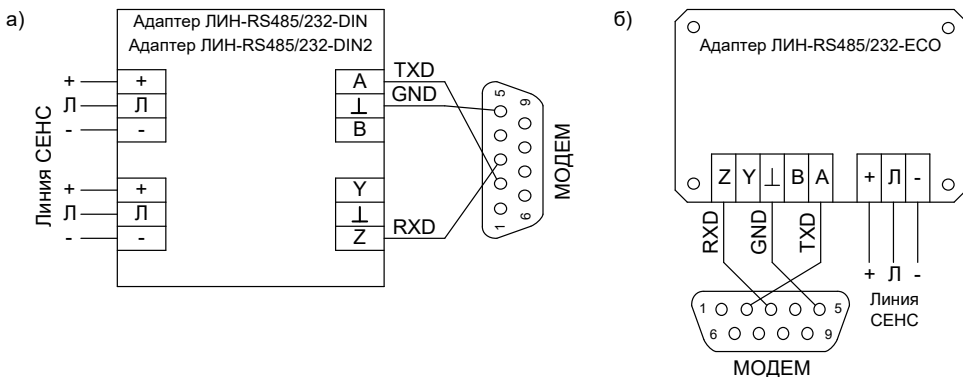 а)
Адаптер ЛИН-RS485/232-DIN
Адаптер ЛИН-RS485/232-DIN2
Линия СЕНС
+ +
Л Л
- -
+ +
Л Л
- -
A TXD
⊥ GND
B
Y
⊥
Z RXD
5
9
1
6
МОДЕМ
б)
Адаптер ЛИН-RS485/232-ECO
Z Y ⊥ B A + Л -
RXD
GND
TXD
+ Л -
Линия
СЕНС
1 5
6 9
МОДЕМ